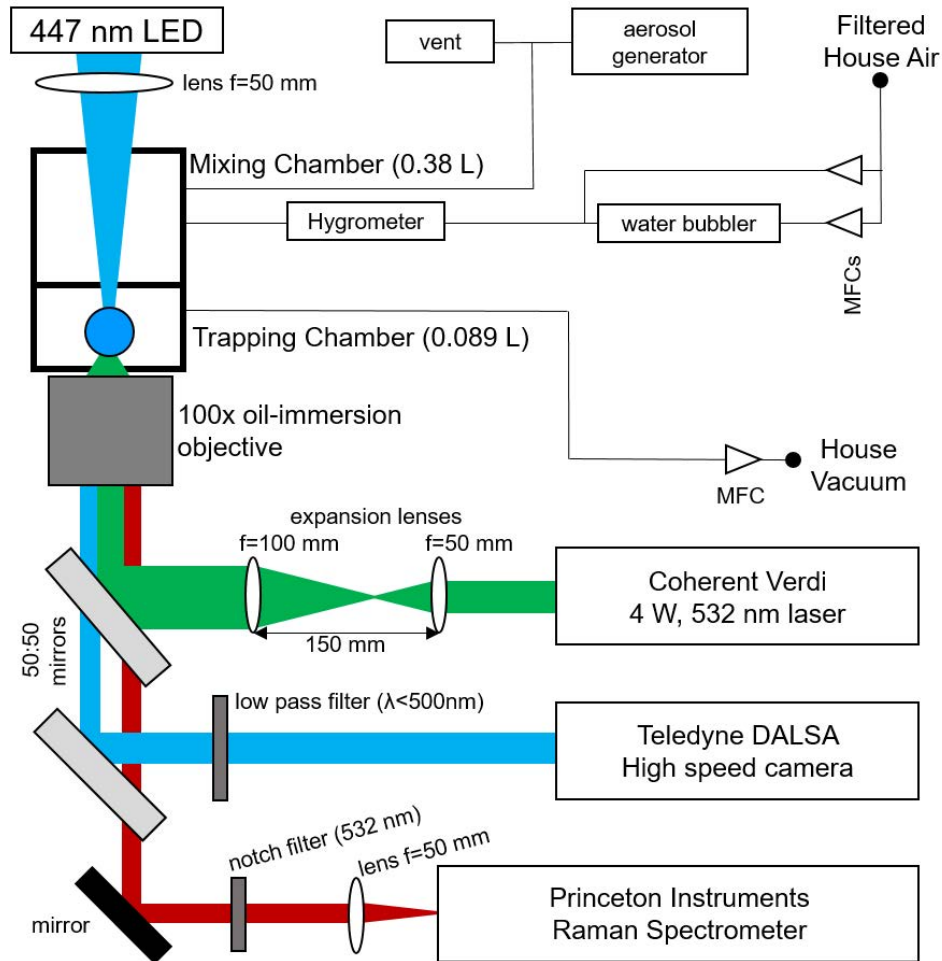 447 nm LED
lens f=50 mm
vent
aerosol
generator
Filtered
House Air
Mixing Chamber (0.38 L)
Hygrometer
water bubbler
MFCs
Trapping Chamber (0.089 L)
100x oil-immersion
objective
MFC
House
Vacuum
expansion lenses
f=100 mm
f=50 mm
150 mm
Coherent Verdi
4 W, 532 nm laser
50:50
mirrors
low pass filter (λ<500nm)
Teledyne DALSA
High speed camera
notch filter (532 nm)
lens f=50 mm
mirror
Princeton Instruments
Raman Spectrometer